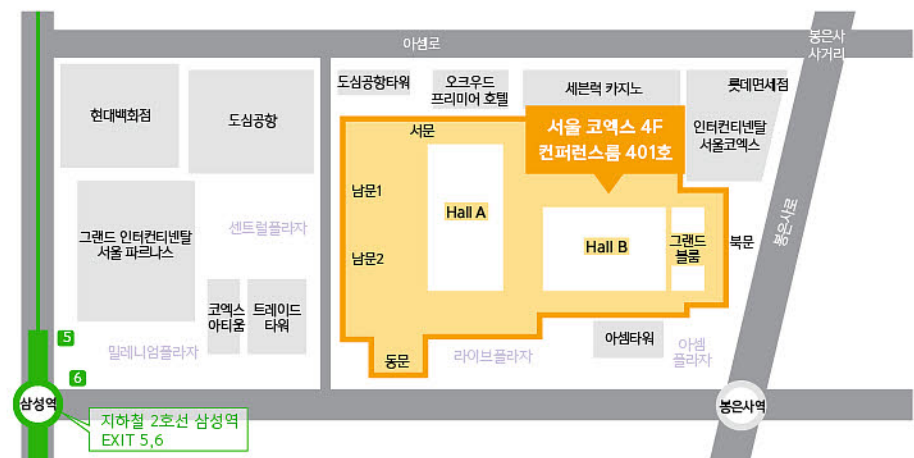 아셈로
봉은사
사거리
현대백화점
도심공항
도심공항타워
오크우드
프리미어 호텔
세븐럭 카지노
롯데면세점
인터컨티넨탈
서울코엑스
서울 코엑스 4F
컨퍼런스룸 401호
서문
남문1
남문2
Hall A
Hall B
그랜드
볼룸
북문
봉은사로
그랜드 인터컨티넨탈
서울 파르나스
센트럴플라자
코엑스
아티움
트레이드
타워
밀레니엄플라자
동문
라이브플라자
아셈타워
아셈
플라자
5
6
삼성역
지하철 2호선 삼성역
EXIT 5,6
봉은사역